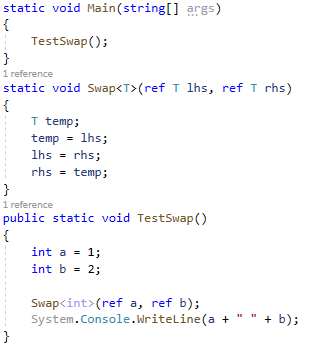 static void Main(string[] args)
{
    TestSwap();
}
1 reference
static void Swap<T>(ref T lhs, ref T rhs)
{
    T temp;
    temp = lhs;
    lhs = rhs;
    rhs = temp;
}
1 reference
public static void TestSwap()
{
    int a = 1;
    int b = 2;

    Swap<int>(ref a, ref b);
    System.Console.WriteLine(a + " " + b);
}